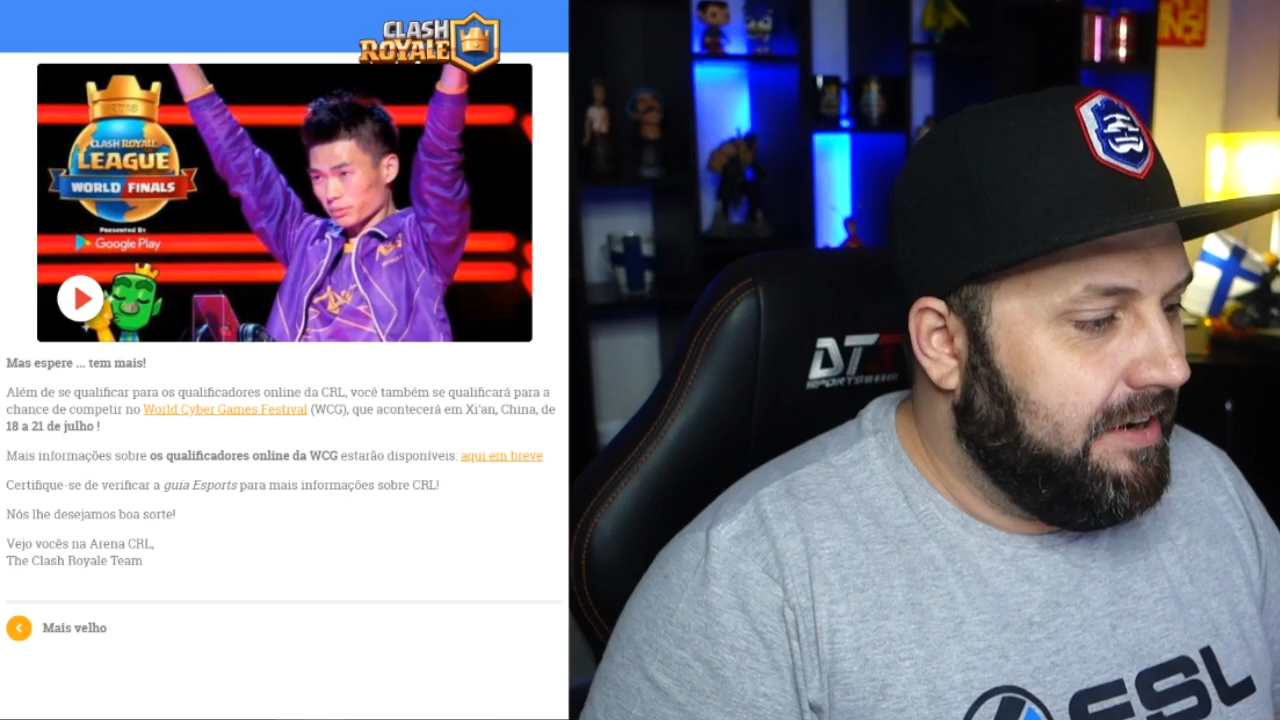 CLASH
ROYALE
CLASH ROYALE
LEAGUE
WORLD FINALS
Presented By
Google Play
Mas espere ... tem mais!
Além de se qualificar para os qualificadores online da CRL, você também se qualificará para a
chance de competir no World Cyber Games Festival (WCG), que acontecerá em Xi'an, China, de
18 a 21 de julho !
Mais informações sobre os qualificadores online da WCG estarão disponíveis: aqui em breve
Certifique-se de verificar a guia Esports para mais informações sobre CRL!
Nós lhe desejamos boa sorte!
Vejo vocês na Arena CRL,
The Clash Royale Team
Mais velho
DT3
SPORTS
ESL